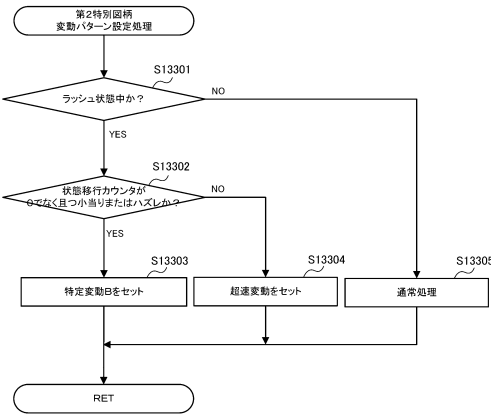 第2特別図柄
変動パターン設定処理
S13301
ラッシュ状態中か？
NO
YES
S13302
状態移行カウンタが
0でなく且つ小当りまたはハズレか？
NO
YES
S13303
特定変動Bをセット
S13304
超速変動をセット
S13305
通常処理
RET